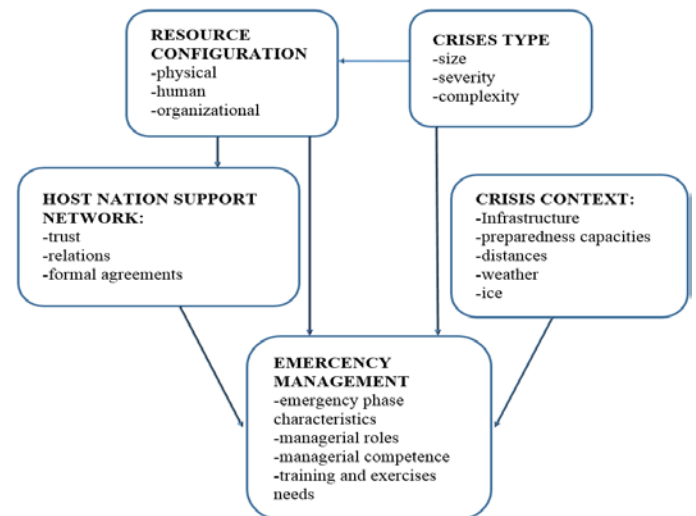 RESOURCE
CONFIGURATION
-physical
-human
-organizational
CRISES TYPE
-size
-severity
-complexity
HOST NATION SUPPORT
NETWORK:
-trust
-relations
-formal agreements
CRISIS CONTEXT:
-Infrastructure
-preparedness capacities
-distances
-weather
-ice
EMERCENCY
MANAGEMENT
-emergency phase
characteristics
-managerial roles
-managerial competence
-training and exercises
needs